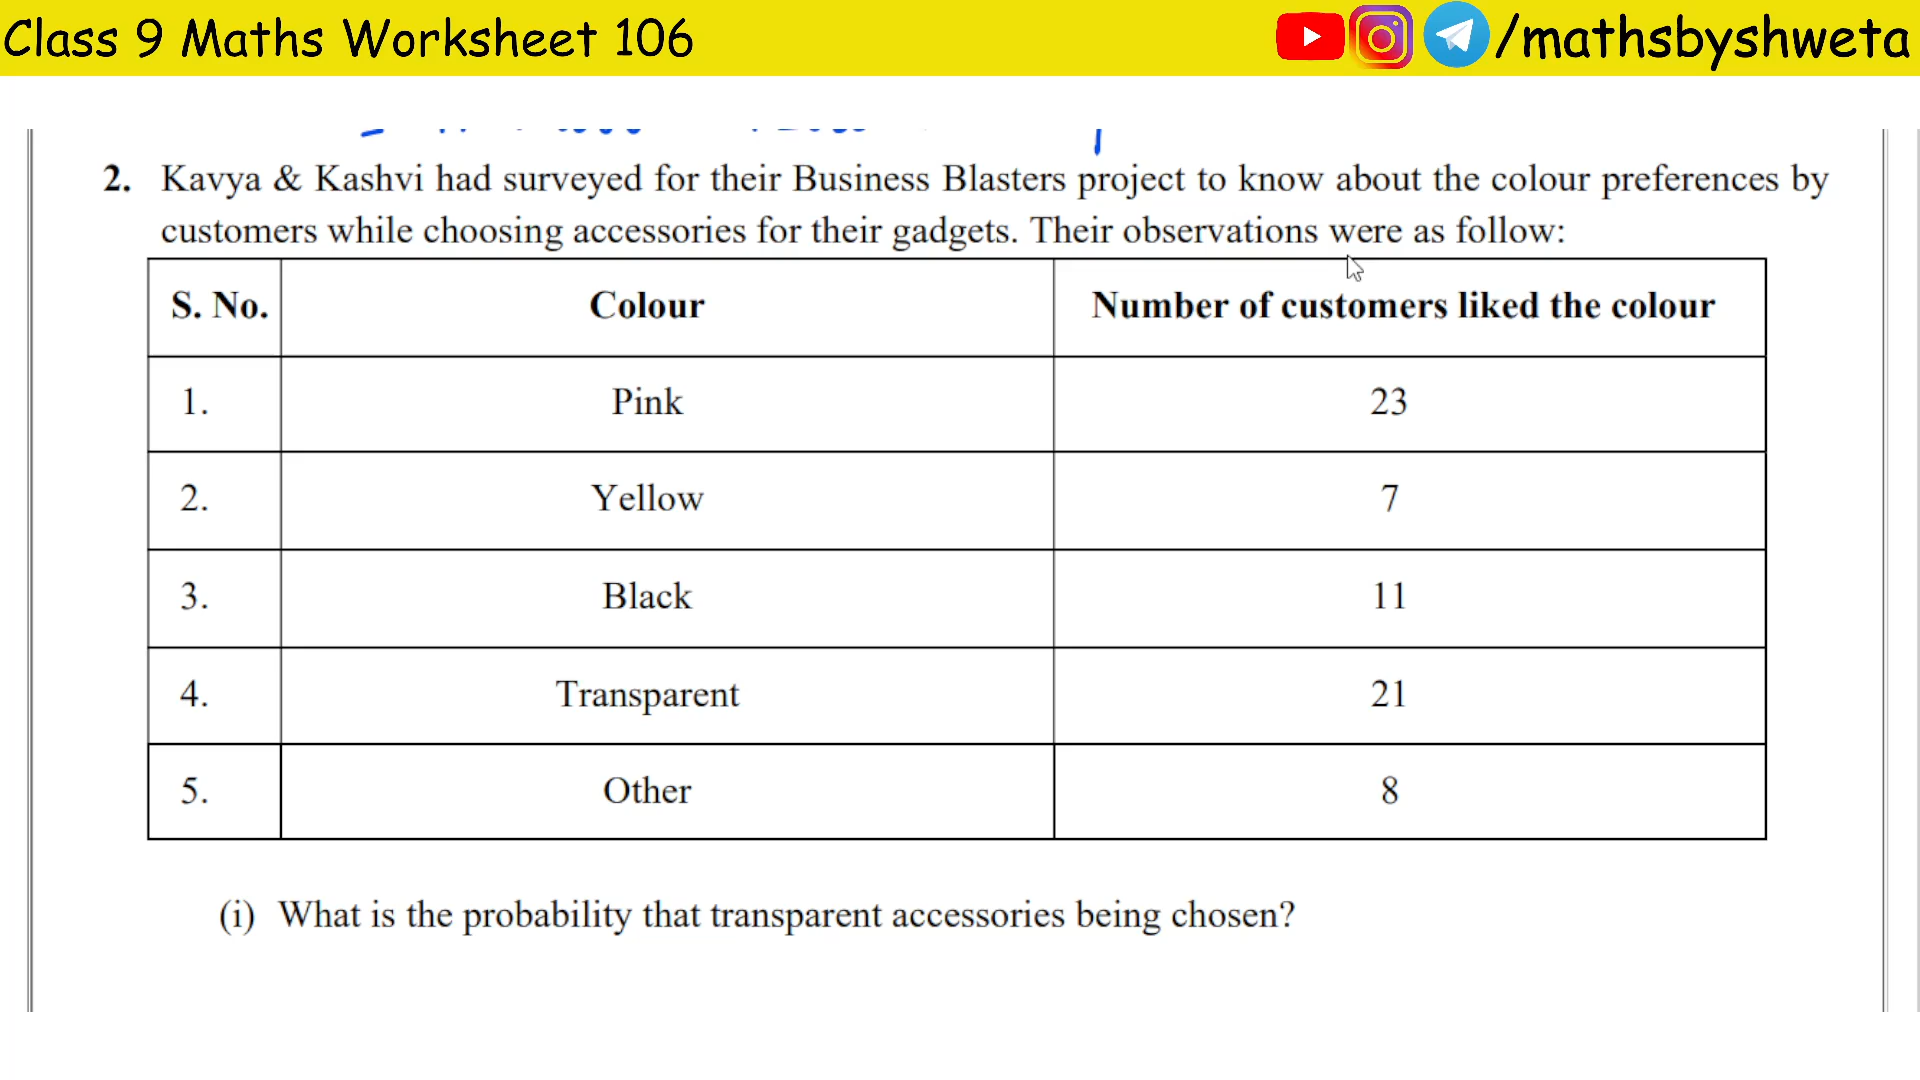 Class 9 Maths Worksheet 106
/mathsbyshweta
2. Kavya & Kashvi had surveyed for their Business Blasters project to know about the colour preferences by
customers while choosing accessories for their gadgets. Their observations were as follow:
S. No. Colour Number of customers liked the colour
1. Pink 23
2. Yellow 7
3. Black 11
4. Transparent 21
5. Other 8
(i) What is the probability that transparent accessories being chosen?